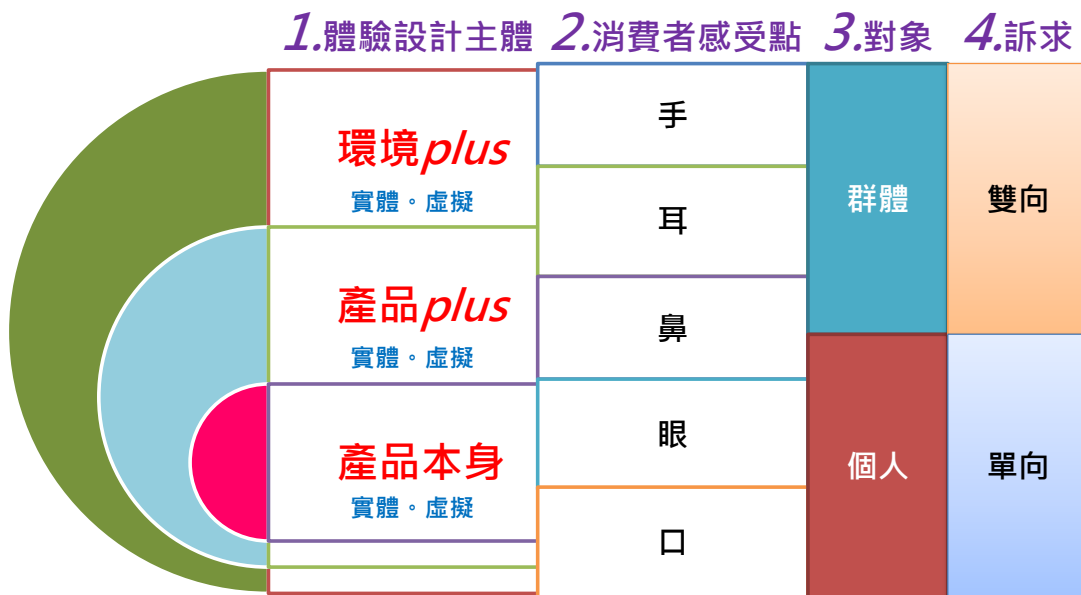 1.體驗設計主體 2.消費者感受點 3.對象 4.訴求
環境plus
實體。虛擬
產品plus
實體。虛擬
產品本身
實體。虛擬
手
耳
鼻
眼
口
群體
個人
雙向
單向